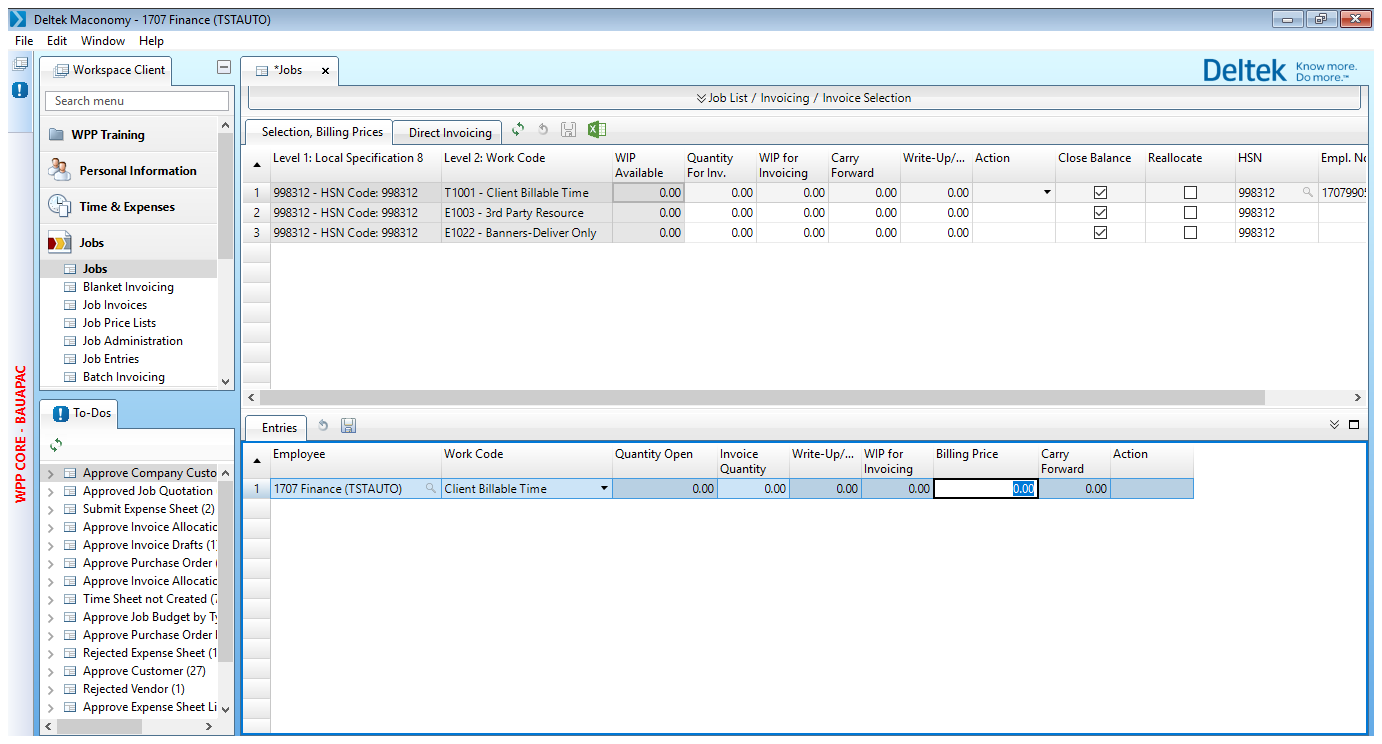 Deltek Maconomy - 1707 Finance (TSTAUTO)
File Edit Window Help
Workspace Client
Search menu
WPP Training
Personal Information
Time & Expenses
Jobs
Jobs
Blanket Invoicing
Job Invoices
Job Price Lists
Job Administration
Job Entries
Batch Invoicing
WPP CORE - BAUAPAC
To-Dos
Approve Company Custo
Approved Job Quotation
Submit Expense Sheet (2)
Approve Invoice Allocatic
Approve Invoice Drafts (1
Approve Purchase Order (
Approve Invoice Allocatic
Time Sheet not Created (7
Approve Job Budget by Ty
Approve Purchase Order l
Rejected Expense Sheet (1
Approve Customer (27)
Rejected Vendor (1)
Approve Expense Sheet Li
*Jobs
Deltek Know more. Do more.™
Job List / Invoicing / Invoice Selection
Selection, Billing Prices Direct Invoicing
Level 1: Local Specification 8 Level 2: Work Code WIP Available Quantity For Inv. WIP for Invoicing Carry Forward Write-Up/... Action Close Balance Reallocate HSN Empl. No
1 998312 - HSN Code: 998312 T1001 - Client Billable Time 0.00 0.00 0.00 0.00 0.00 998312 1707990
2 998312 - HSN Code: 998312 E1003 - 3rd Party Resource 0.00 0.00 0.00 0.00 0.00 998312
3 998312 - HSN Code: 998312 E1022 - Banners-Deliver Only 0.00 0.00 0.00 0.00 0.00 998312
Entries
Employee Work Code Quantity Open Invoice Quantity Write-Up/... WIP for Invoicing Billing Price Carry Forward Action
1 1707 Finance (TSTAUTO) Client Billable Time 0.00 0.00 0.00 0.00 0.00 0.00